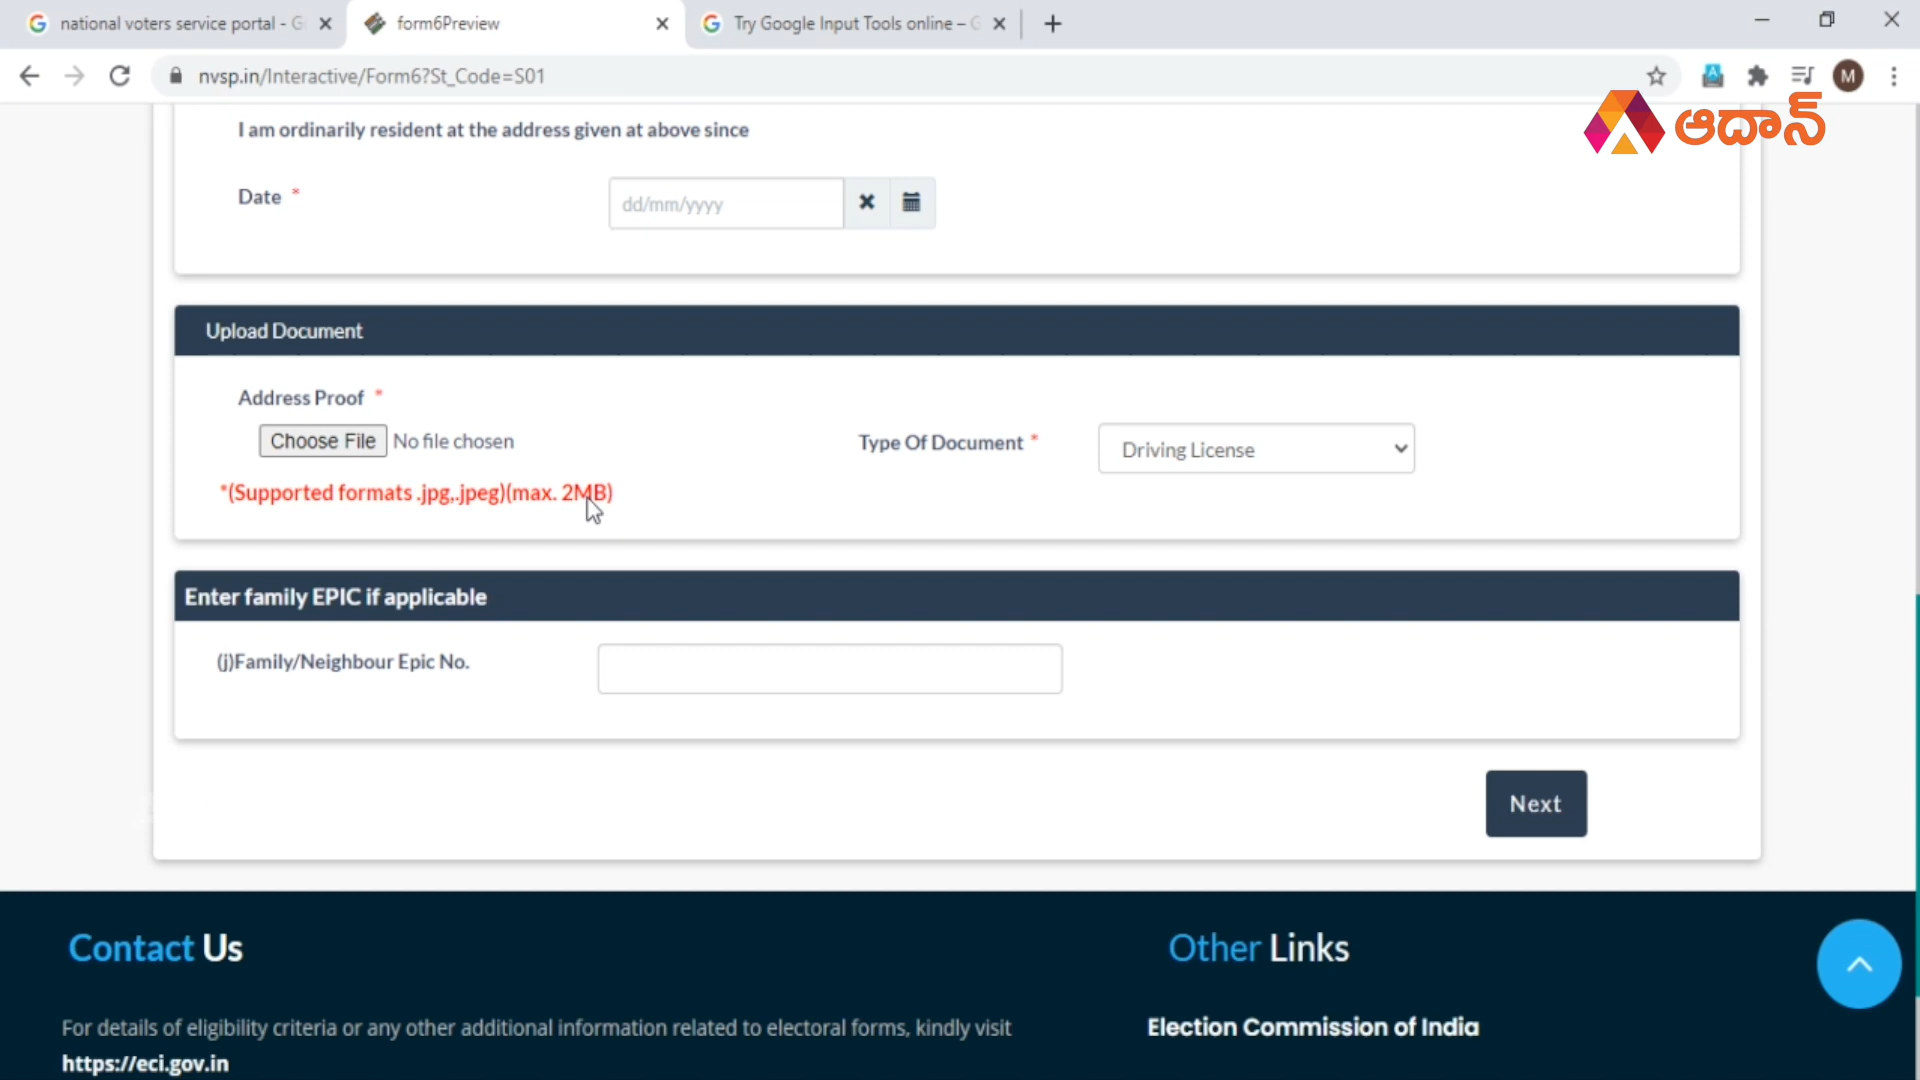 national voters service portal - G
form6Preview
Try Google Input Tools online – G
nvsp.in/Interactive/Form6?St_Code=S01
M
ఆదాన్
I am ordinarily resident at the address given at above since
Date *
dd/mm/yyyy
Upload Document
Address Proof *
Choose File No file chosen
Type Of Document *
Driving License
*(Supported formats .jpg,.jpeg)(max. 2MB)
Enter family EPIC if applicable
(j)Family/Neighbour Epic No.
Next
Contact Us
Other Links
For details of eligibility criteria or any other additional information related to electoral forms, kindly visit
https://eci.gov.in
Election Commission of India